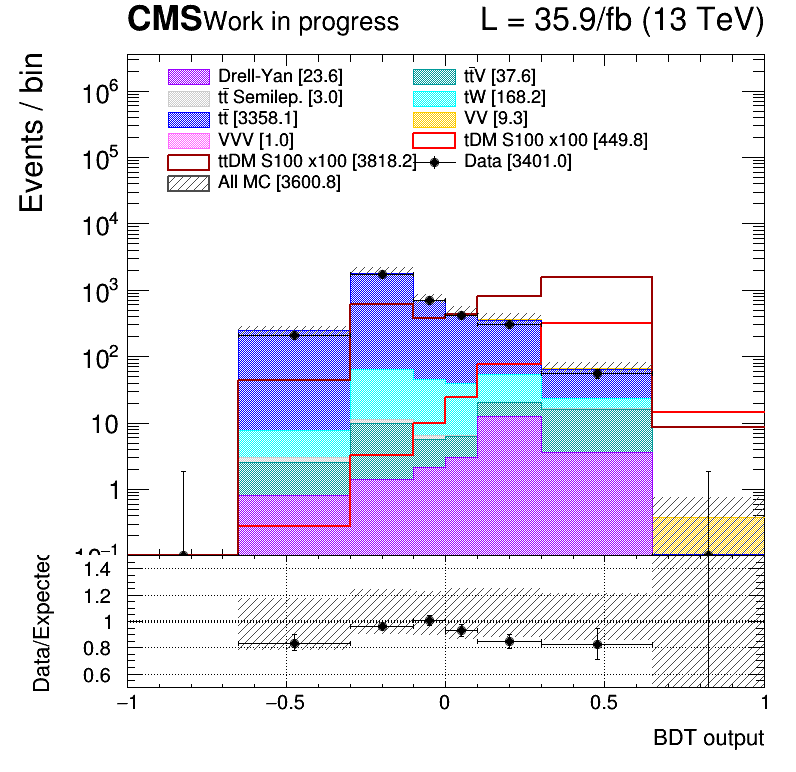 CMS Work in progress L = 35.9/fb (13 TeV)
Events / bin
Drell-Yan [23.6] tt̄V [37.6]
tt̄ Semilep. [3.0] tW [168.2]
tt̄ [3358.1] VV [9.3]
VVV [1.0] tDM S100 x100 [449.8]
ttDM S100 x100 [3818.2] Data [3401.0]
All MC [3600.8]
10⁶
10⁵
10⁴
10³
10²
10
1
10⁻¹
Data/Expected
1.4
1.2
1
0.8
0.6
−1 −0.5 0 0.5 1
BDT output